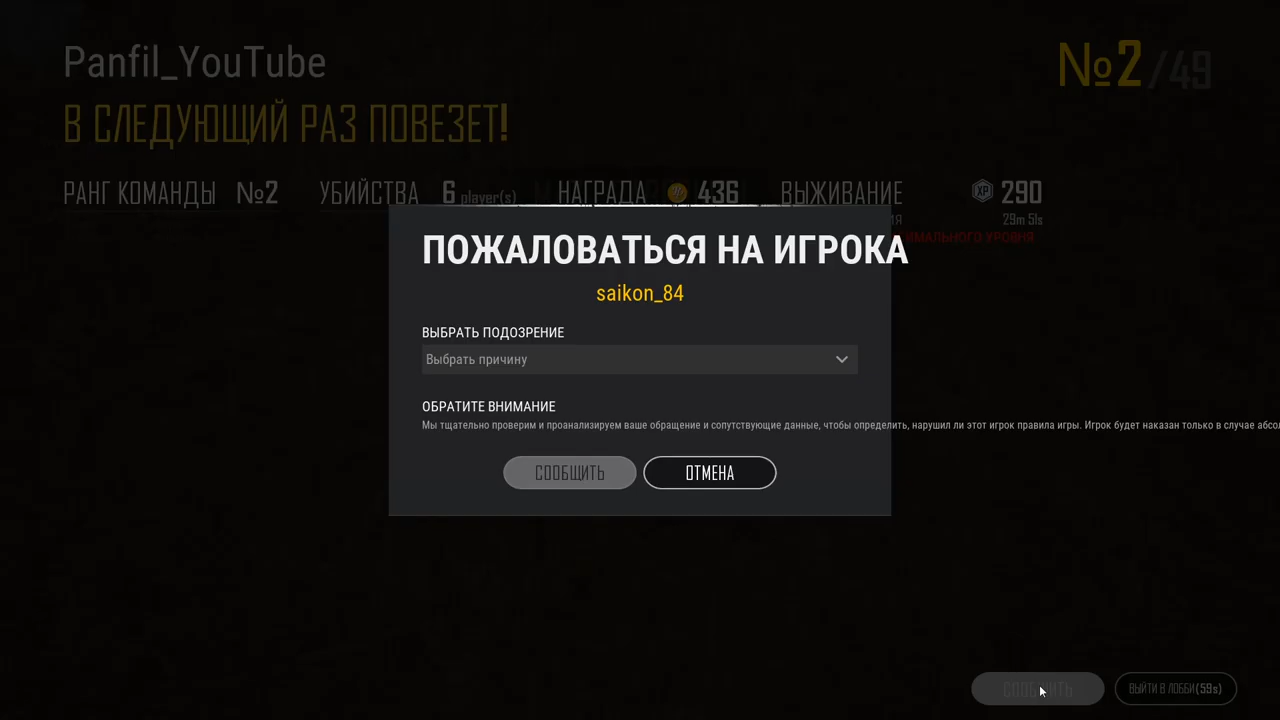 Panfil_YouTube
№2/49
В СЛЕДУЮЩИЙ РАЗ ПОВЕЗЕТ!
РАНГ КОМАНДЫ №2 УБИЙСТВА 6 player(s) НАГРАДА 436 ВЫЖИВАНИЕ XP 290
29m 51s
ПОЖАЛОВАТЬСЯ НА ИГРОКА
saikon_84
ВЫБРАТЬ ПОДОЗРЕНИЕ
Выбрать причину
ОБРАТИТЕ ВНИМАНИЕ
Мы тщательно проверим и проанализируем ваше обращение и сопутствующие данные, чтобы определить, нарушил ли этот игрок правила игры. Игрок будет наказан только в случае абсол
СООБЩИТЬ ОТМЕНА
СООБЩИТЬ ВЫЙТИ В ЛОББИ(59s)